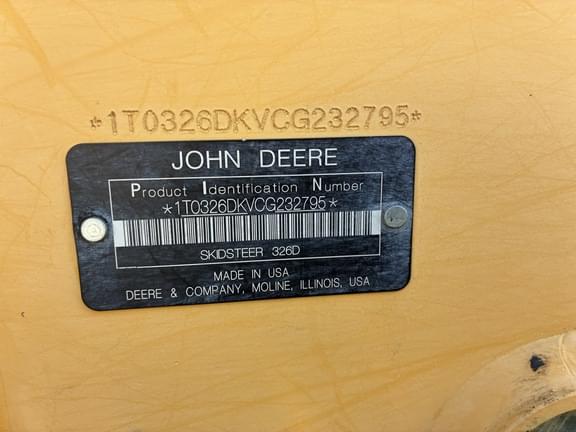 *1T0326DKVCG232795*
JOHN DEERE
Product Identification Number
*1T0326DKVCG232795*
SKIDSTEER 326D
MADE IN USA
DEERE & COMPANY, MOLINE, ILLINOIS, USA